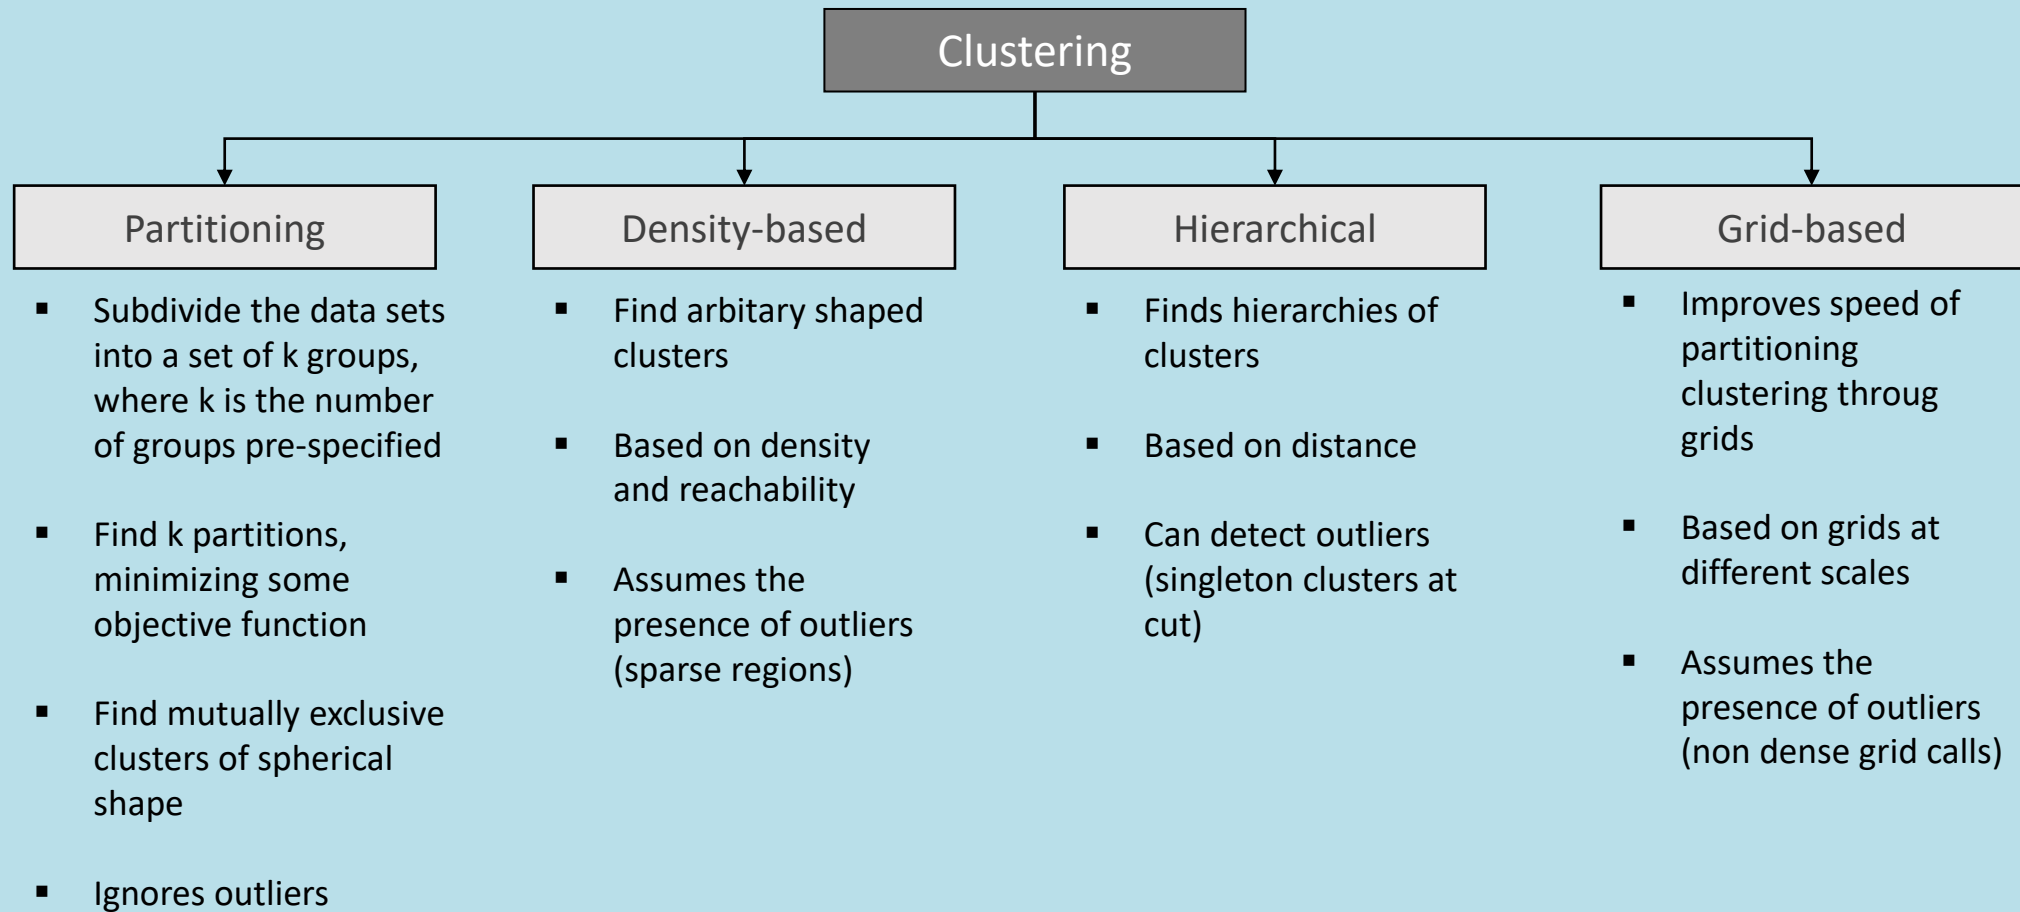 Clustering
Partitioning
Subdivide the data sets
into a set of k groups,
where k is the number
of groups pre-specified
Find k partitions,
minimizing some
objective function
Find mutually exclusive
clusters of spherical
shape
Ignores outliers
Density-based
Find arbitary shaped
clusters
Based on density
and reachability
Assumes the
presence of outliers
(sparse regions)
Hierarchical
Finds hierarchies of
clusters
Based on distance
Can detect outliers
(singleton clusters at
cut)
Grid-based
Improves speed of
partitioning
clustering throug
grids
Based on grids at
different scales
Assumes the
presence of outliers
(non dense grid calls)